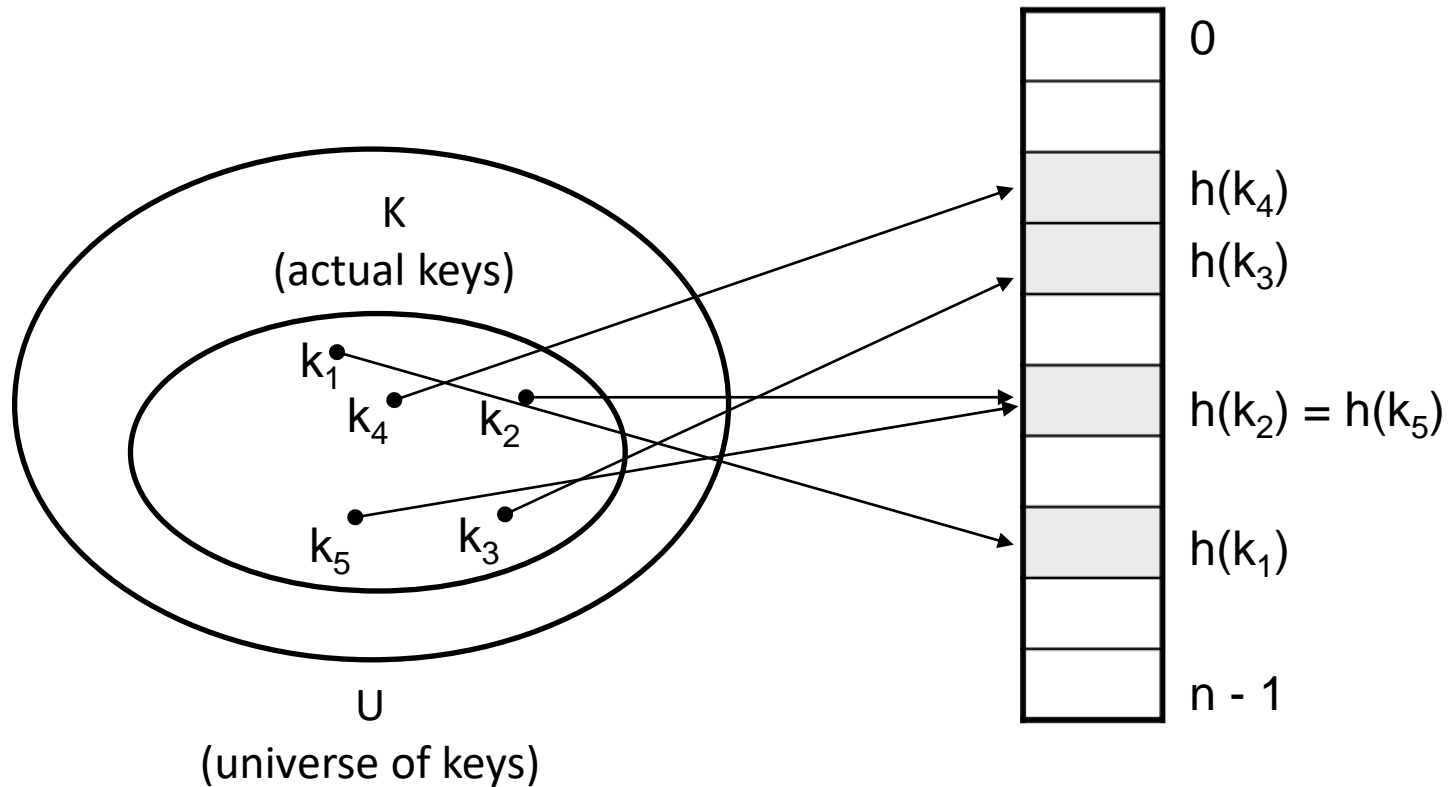 K
(actual keys)
k₁
k₄
k₂
k₅
k₃
U
(universe of keys)
0
h(k₄)
h(k₃)
h(k₂) = h(k₅)
h(k₁)
n - 1